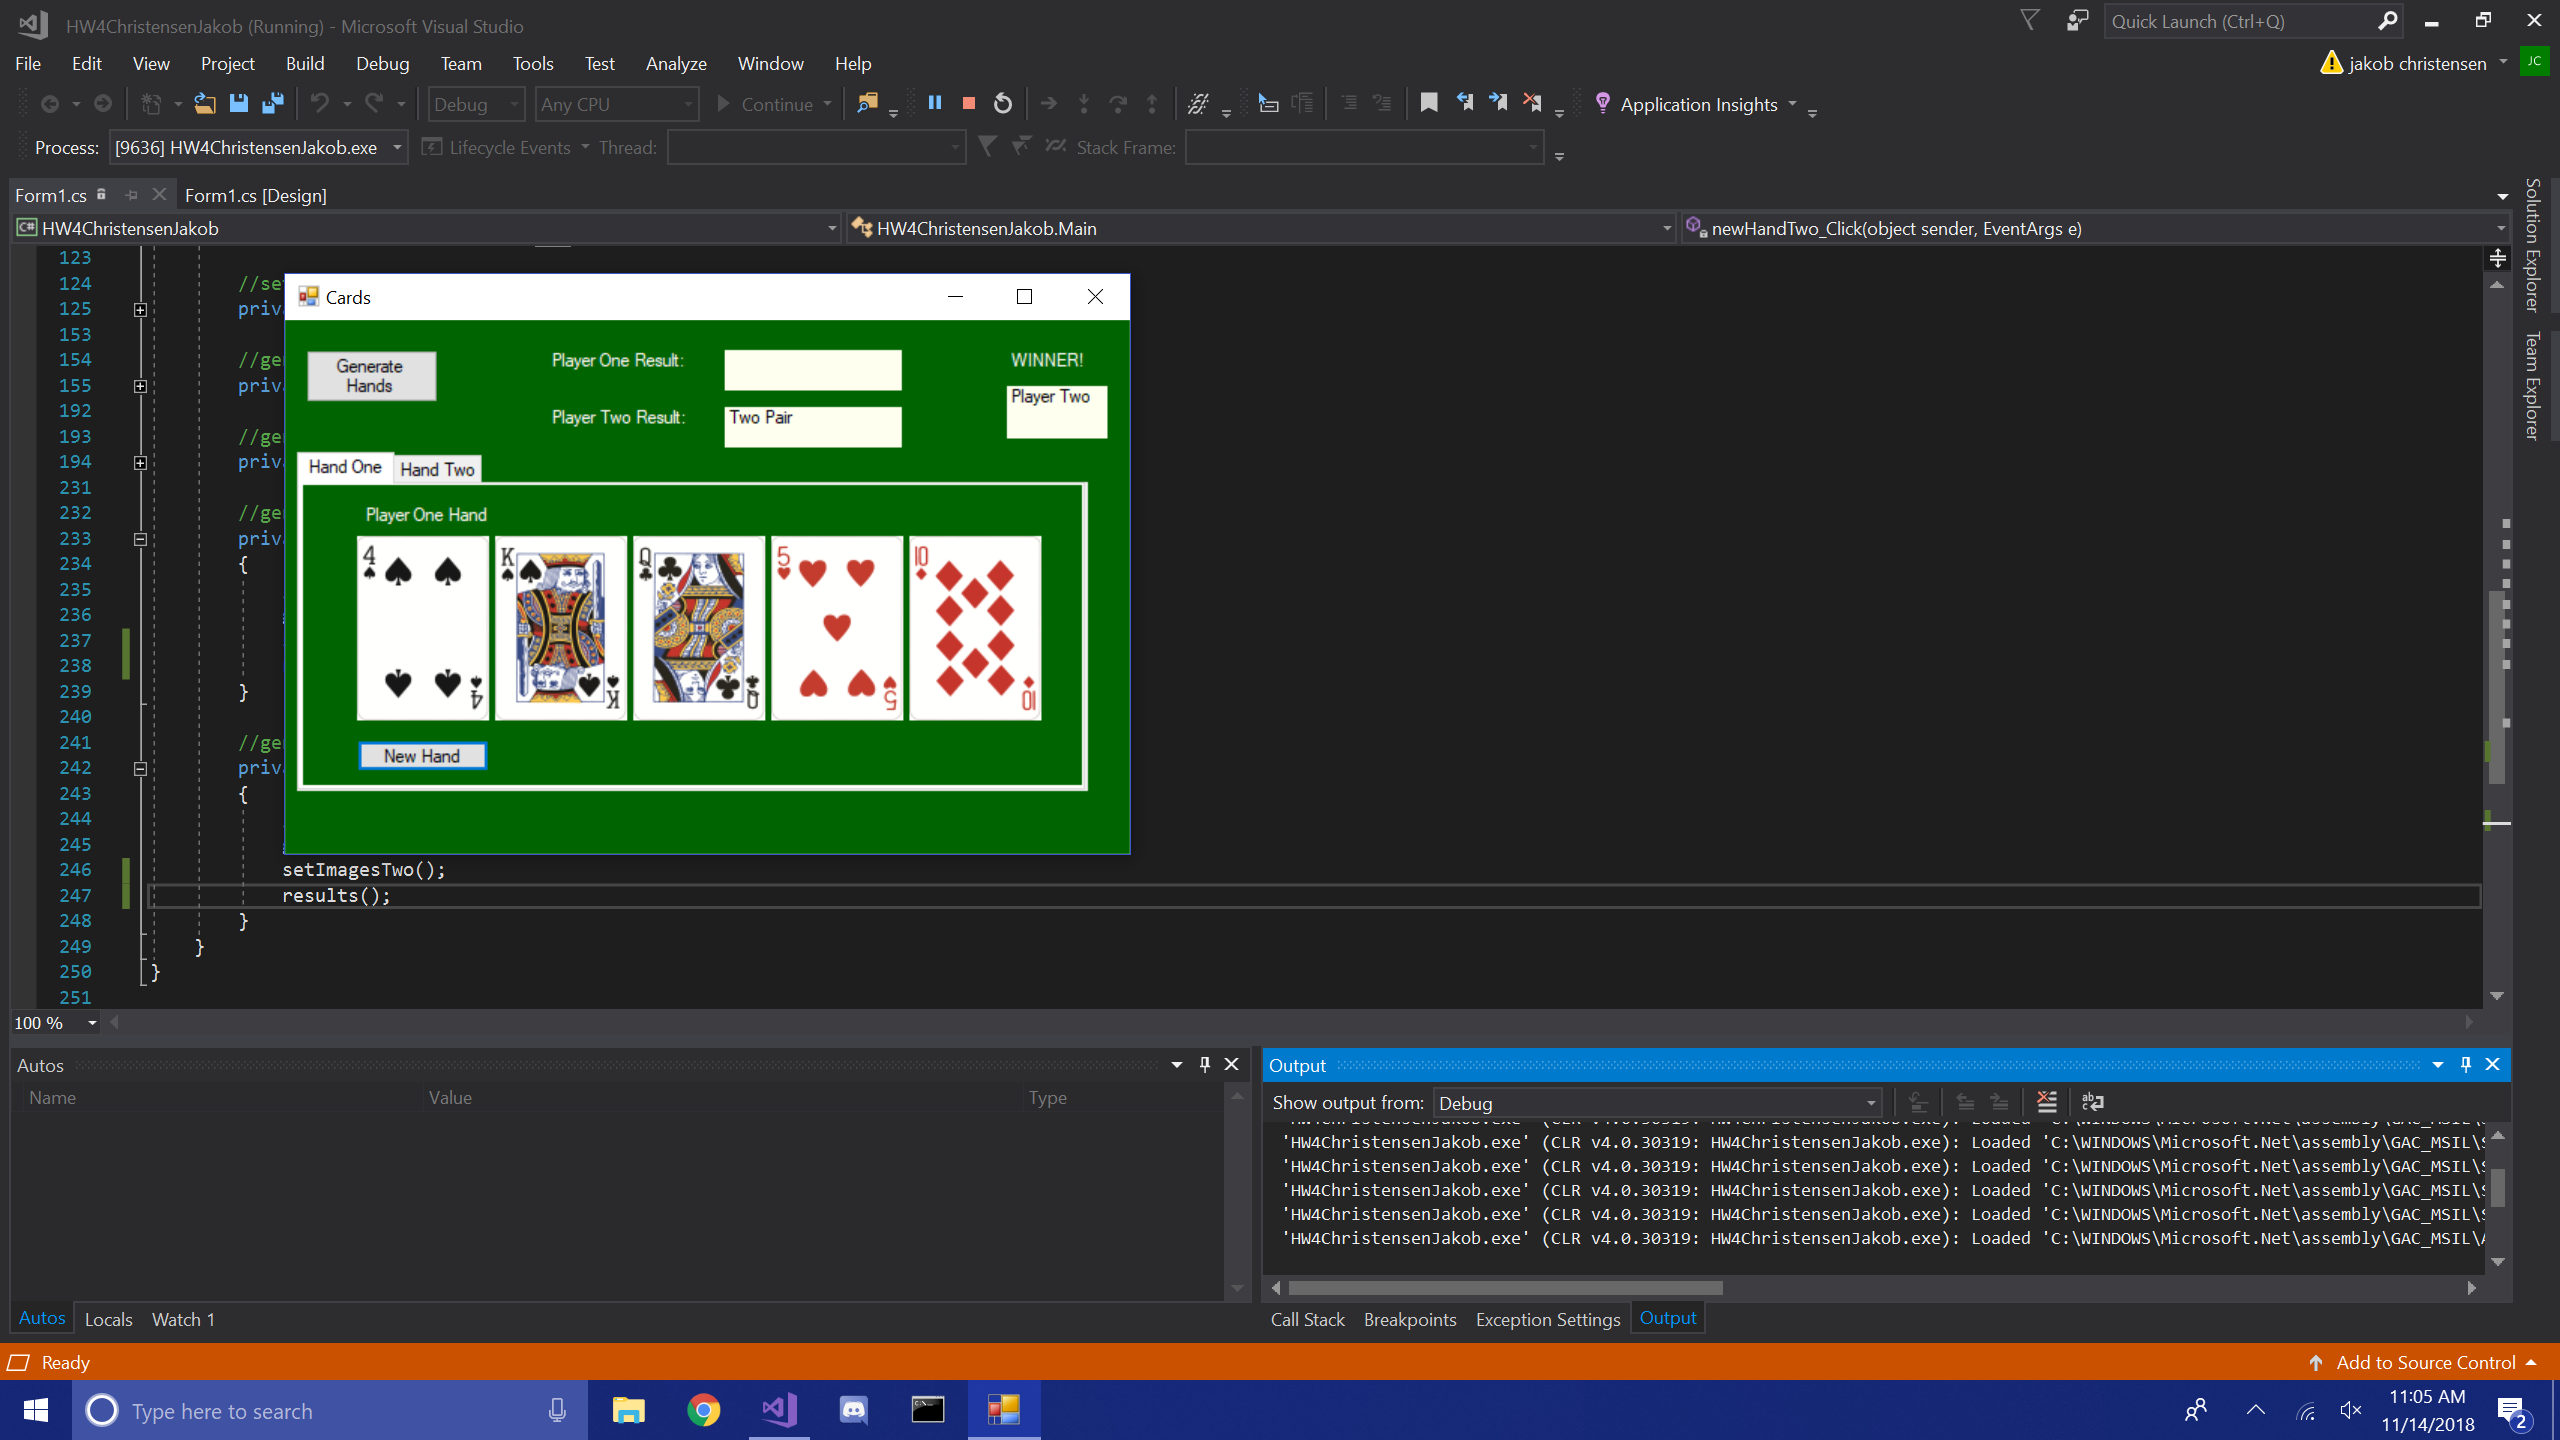 HW4ChristensenJakob (Running) - Microsoft Visual Studio
Quick Launch (Ctrl+Q)
File Edit View Project Build Debug Team Tools Test Analyze Window Help
jakob christensen JC
Debug Any CPU Continue Application Insights
Process: [9636] HW4ChristensenJakob.exe Lifecycle Events Thread: Stack Frame:
Form1.cs Form1.cs [Design]
HW4ChristensenJakob HW4ChristensenJakob.Main newHandTwo_Click(object sender, EventArgs e)
Solution Explorer
Team Explorer
123
124 //se
125 priv
153
154 //ge
155 priv
192
193 //ge
194 priv
231
232 //ge
233 priv
234 {
235
236
237
238
239 }
240
241 //ge
242 priv
243 {
244
245
246 setImagesTwo();
247 results();
248 }
249 }
250 }
251
Cards
Generate
Hands
Player One Result:
WINNER!
Player Two Result: Two Pair
Player Two
Hand One Hand Two
Player One Hand
4 K Q 5 10
4 K Q 5 10
New Hand
100 %
Autos
Name Value Type
Autos Locals Watch 1
Output
Show output from: Debug
'HW4ChristensenJakob.exe' (CLR v4.0.30319: HW4ChristensenJakob.exe): Loaded 'C:\WINDOWS\Microsoft.Net\assembly\GAC_MSIL\S
'HW4ChristensenJakob.exe' (CLR v4.0.30319: HW4ChristensenJakob.exe): Loaded 'C:\WINDOWS\Microsoft.Net\assembly\GAC_MSIL\S
'HW4ChristensenJakob.exe' (CLR v4.0.30319: HW4ChristensenJakob.exe): Loaded 'C:\WINDOWS\Microsoft.Net\assembly\GAC_MSIL\S
'HW4ChristensenJakob.exe' (CLR v4.0.30319: HW4ChristensenJakob.exe): Loaded 'C:\WINDOWS\Microsoft.Net\assembly\GAC_MSIL\S
'HW4ChristensenJakob.exe' (CLR v4.0.30319: HW4ChristensenJakob.exe): Loaded 'C:\WINDOWS\Microsoft.Net\assembly\GAC_MSIL\A
Call Stack Breakpoints Exception Settings Output
Ready
Add to Source Control
Type here to search
11:05 AM
11/14/2018
2